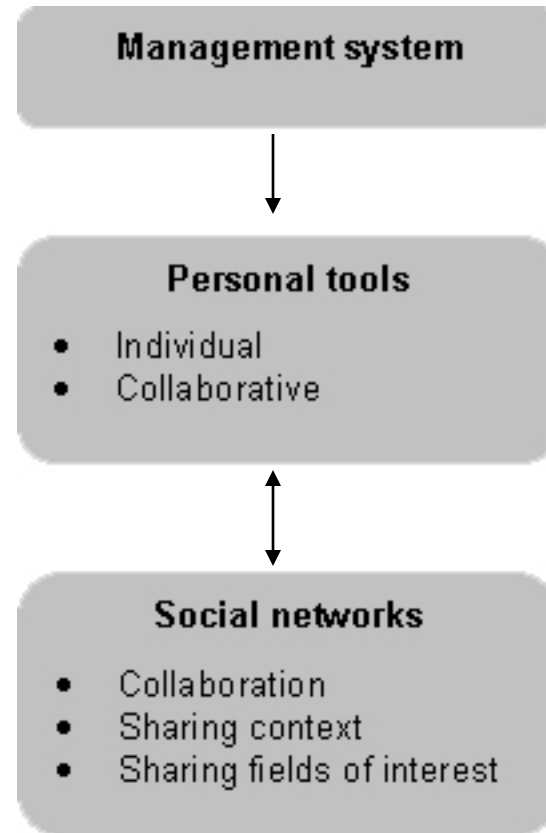 Management system
Personal tools
• Individual
• Collaborative
Social networks
• Collaboration
• Sharing context
• Sharing fields of interest